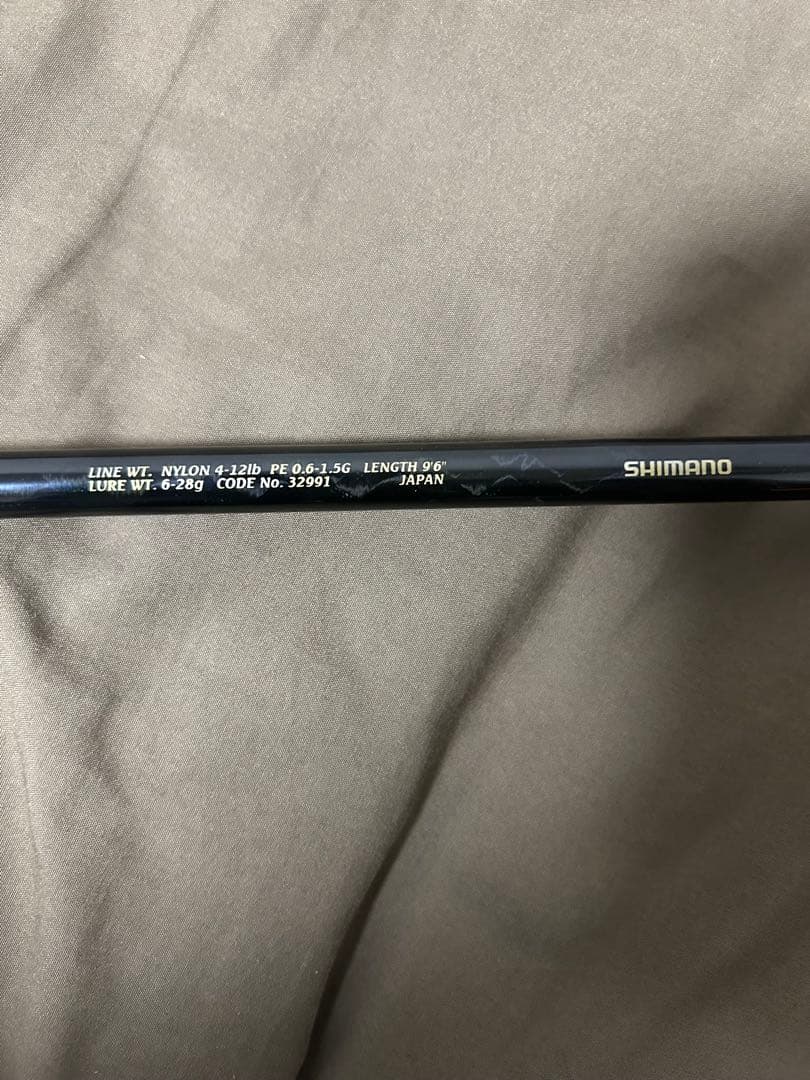 LINE WT. NYLON 4-12lb PE 0.6-1.5G LENGTH 9'6"
LURE WT. 6-28g CODE No. 32991 JAPAN
SHIMANO